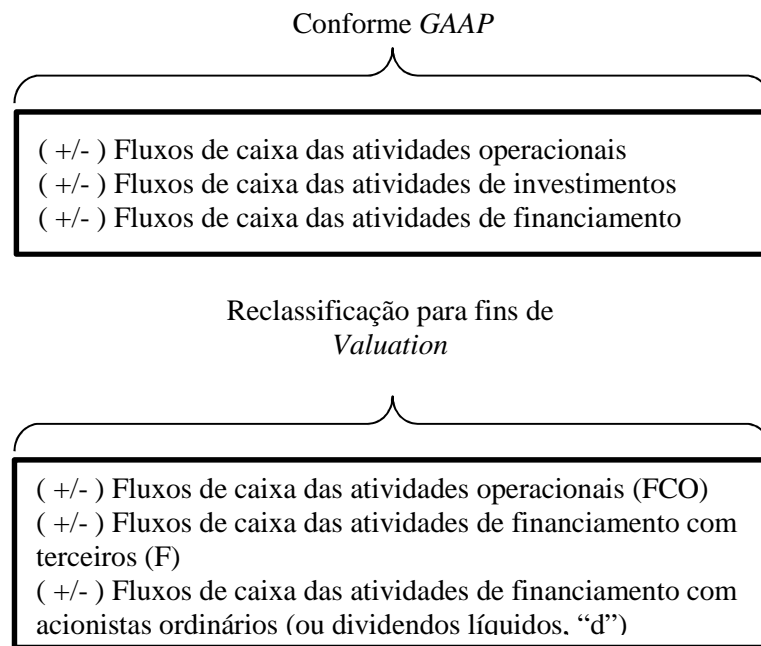 Conforme GAAP
( +/- ) Fluxos de caixa das atividades operacionais
( +/- ) Fluxos de caixa das atividades de investimentos
( +/- ) Fluxos de caixa das atividades de financiamento
Reclassificação para fins de
Valuation
( +/- ) Fluxos de caixa das atividades operacionais (FCO)
( +/- ) Fluxos de caixa das atividades de financiamento com
terceiros (F)
( +/- ) Fluxos de caixa das atividades de financiamento com
acionistas ordinários (ou dividendos líquidos, “d”)